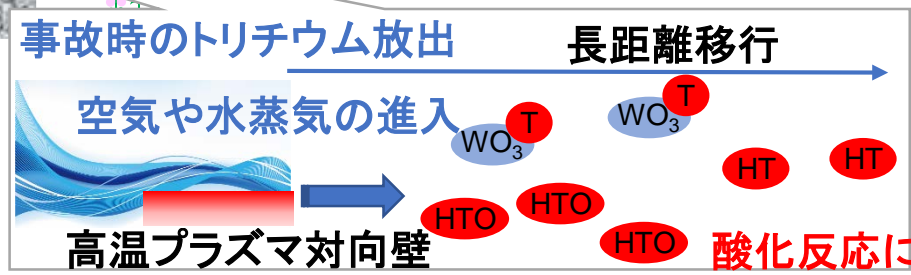 事故時のトリチウム放出
長距離移行
空気や水蒸気の進入
T
WO3
T
WO3
HT
HT
HTO
HTO
HTO
高温プラズマ対向壁
酸化反応に